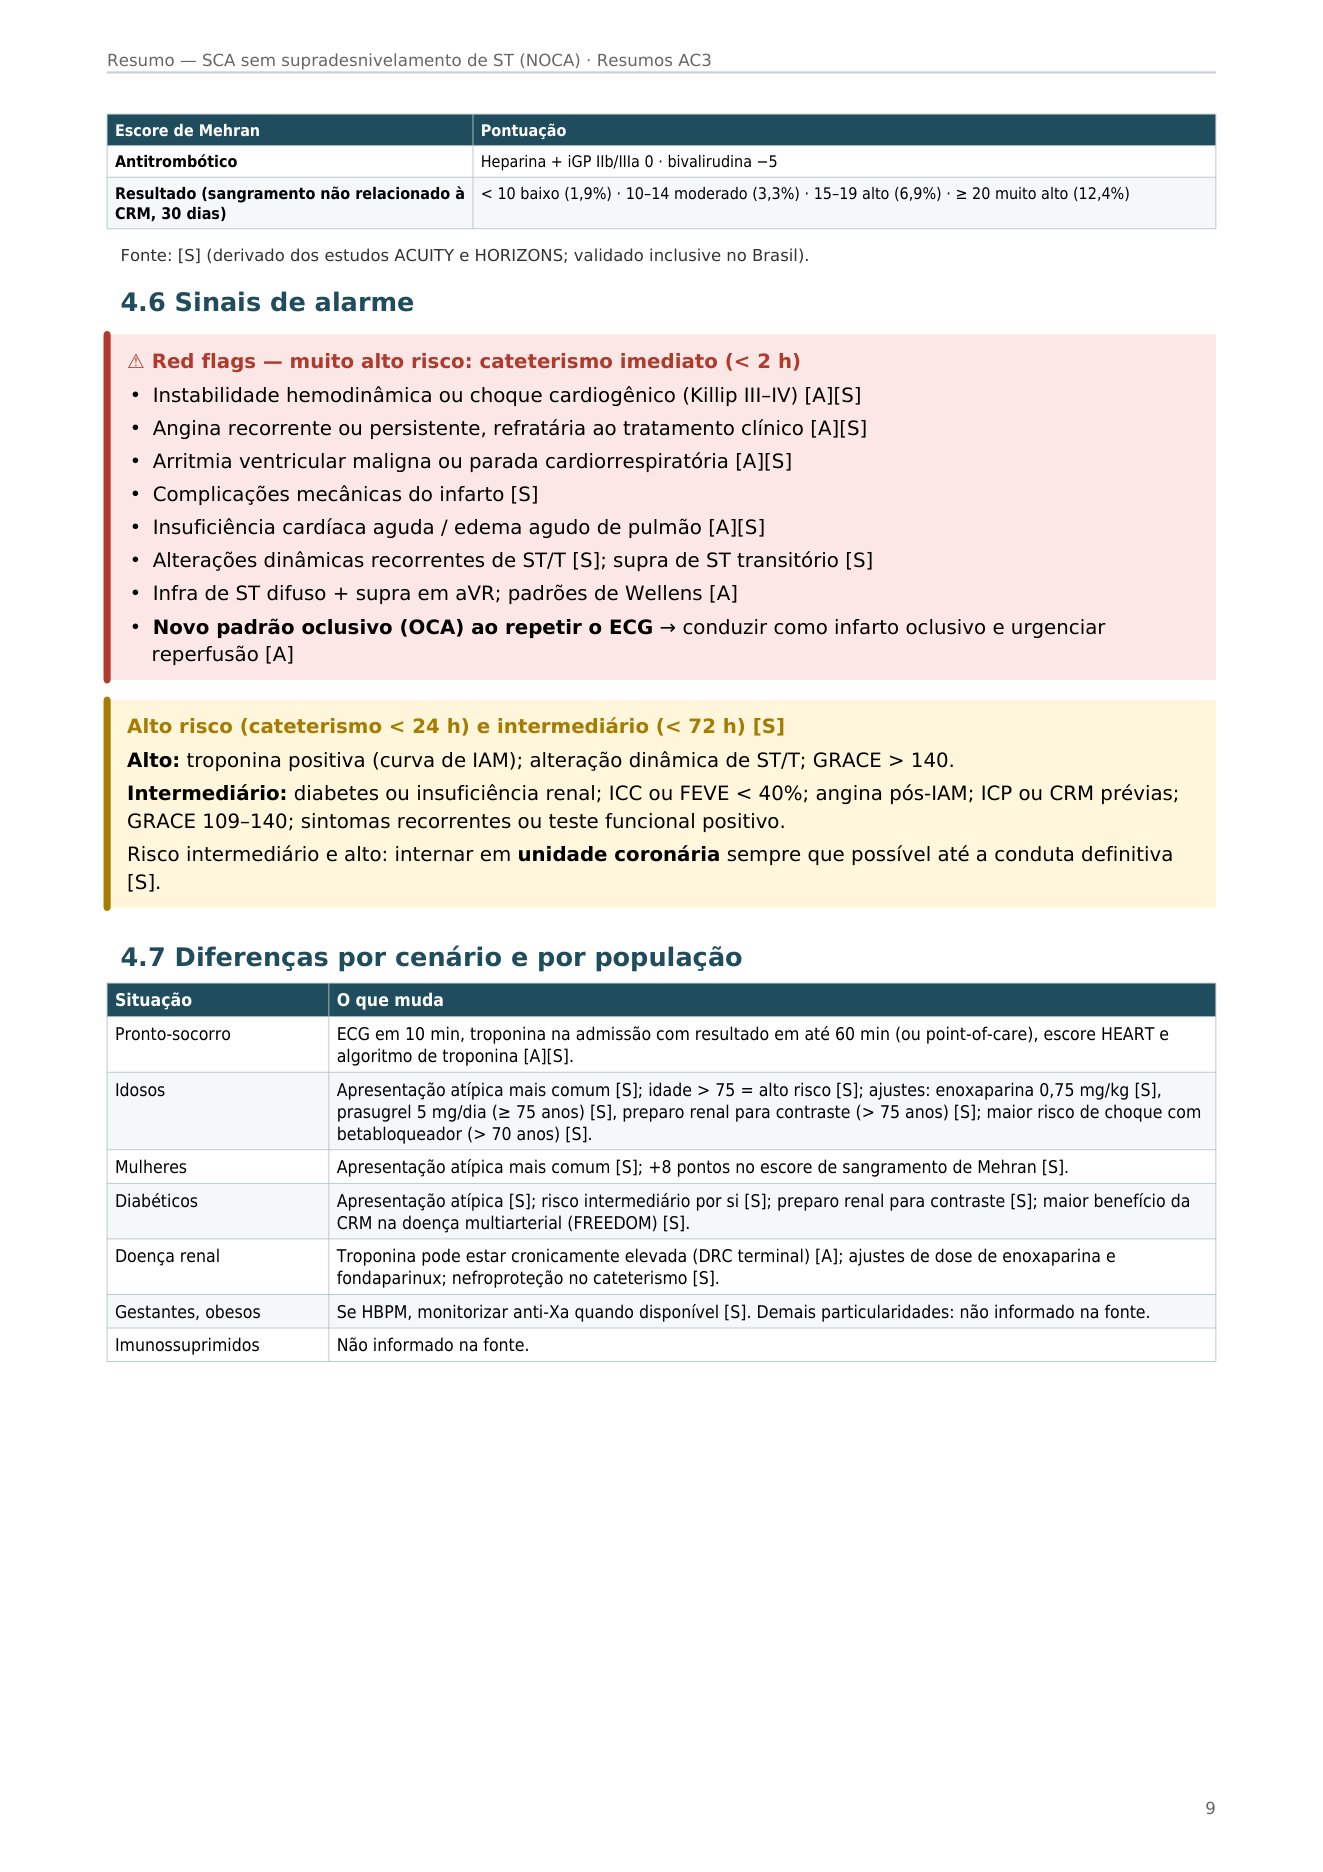 Resumo — SCA sem supradesnivelamento de ST (NOCA) · Resumos AC3
Escore de Mehran
Pontuação
Antitrombótico
Heparina + iGP IIb/IIIa 0 · bivalirudina −5
Resultado (sangramento não relacionado à
CRM, 30 dias)
< 10 baixo (1,9%) · 10–14 moderado (3,3%) · 15–19 alto (6,9%) · ≥ 20 muito alto (12,4%)
Fonte: [S] (derivado dos estudos ACUITY e HORIZONS; validado inclusive no Brasil).
4.6 Sinais de alarme
⚠ Red flags — muito alto risco: cateterismo imediato (< 2 h)
• Instabilidade hemodinâmica ou choque cardiogênico (Killip III–IV) [A][S]
• Angina recorrente ou persistente, refratária ao tratamento clínico [A][S]
• Arritmia ventricular maligna ou parada cardiorrespiratória [A][S]
• Complicações mecânicas do infarto [S]
• Insuficiência cardíaca aguda / edema agudo de pulmão [A][S]
• Alterações dinâmicas recorrentes de ST/T [S]; supra de ST transitório [S]
• Infra de ST difuso + supra em aVR; padrões de Wellens [A]
• Novo padrão oclusivo (OCA) ao repetir o ECG → conduzir como infarto oclusivo e urgenciar
reperfusão [A]
Alto risco (cateterismo < 24 h) e intermediário (< 72 h) [S]
Alto: troponina positiva (curva de IAM); alteração dinâmica de ST/T; GRACE > 140.
Intermediário: diabetes ou insuficiência renal; ICC ou FEVE < 40%; angina pós-IAM; ICP ou CRM prévias;
GRACE 109–140; sintomas recorrentes ou teste funcional positivo.
Risco intermediário e alto: internar em unidade coronária sempre que possível até a conduta definitiva
[S].
4.7 Diferenças por cenário e por população
Situação
O que muda
Pronto-socorro
ECG em 10 min, troponina na admissão com resultado em até 60 min (ou point-of-care), escore HEART e
algoritmo de troponina [A][S].
Idosos
Apresentação atípica mais comum [S]; idade > 75 = alto risco [S]; ajustes: enoxaparina 0,75 mg/kg [S],
prasugrel 5 mg/dia (≥ 75 anos) [S], preparo renal para contraste (> 75 anos) [S]; maior risco de choque com
betabloqueador (> 70 anos) [S].
Mulheres
Apresentação atípica mais comum [S]; +8 pontos no escore de sangramento de Mehran [S].
Diabéticos
Apresentação atípica [S]; risco intermediário por si [S]; preparo renal para contraste [S]; maior benefício da
CRM na doença multiarterial (FREEDOM) [S].
Doença renal
Troponina pode estar cronicamente elevada (DRC terminal) [A]; ajustes de dose de enoxaparina e
fondaparinux; nefroproteção no cateterismo [S].
Gestantes, obesos
Se HBPM, monitorizar anti-Xa quando disponível [S]. Demais particularidades: não informado na fonte.
Imunossuprimidos
Não informado na fonte.
9